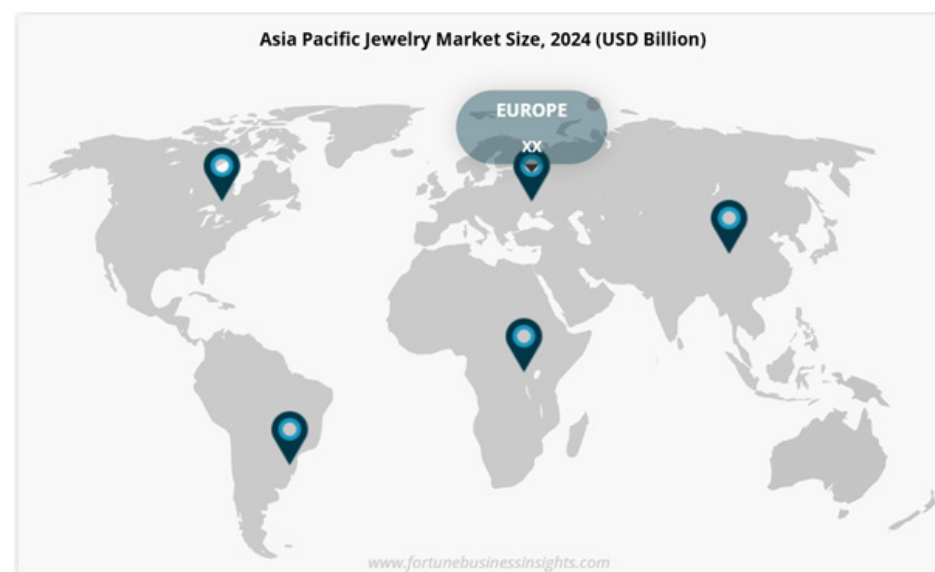 Asia Pacific Jewelry Market Size, 2024 (USD Billion)
EUROPE
XX
www.fortunebusinessinsights.com